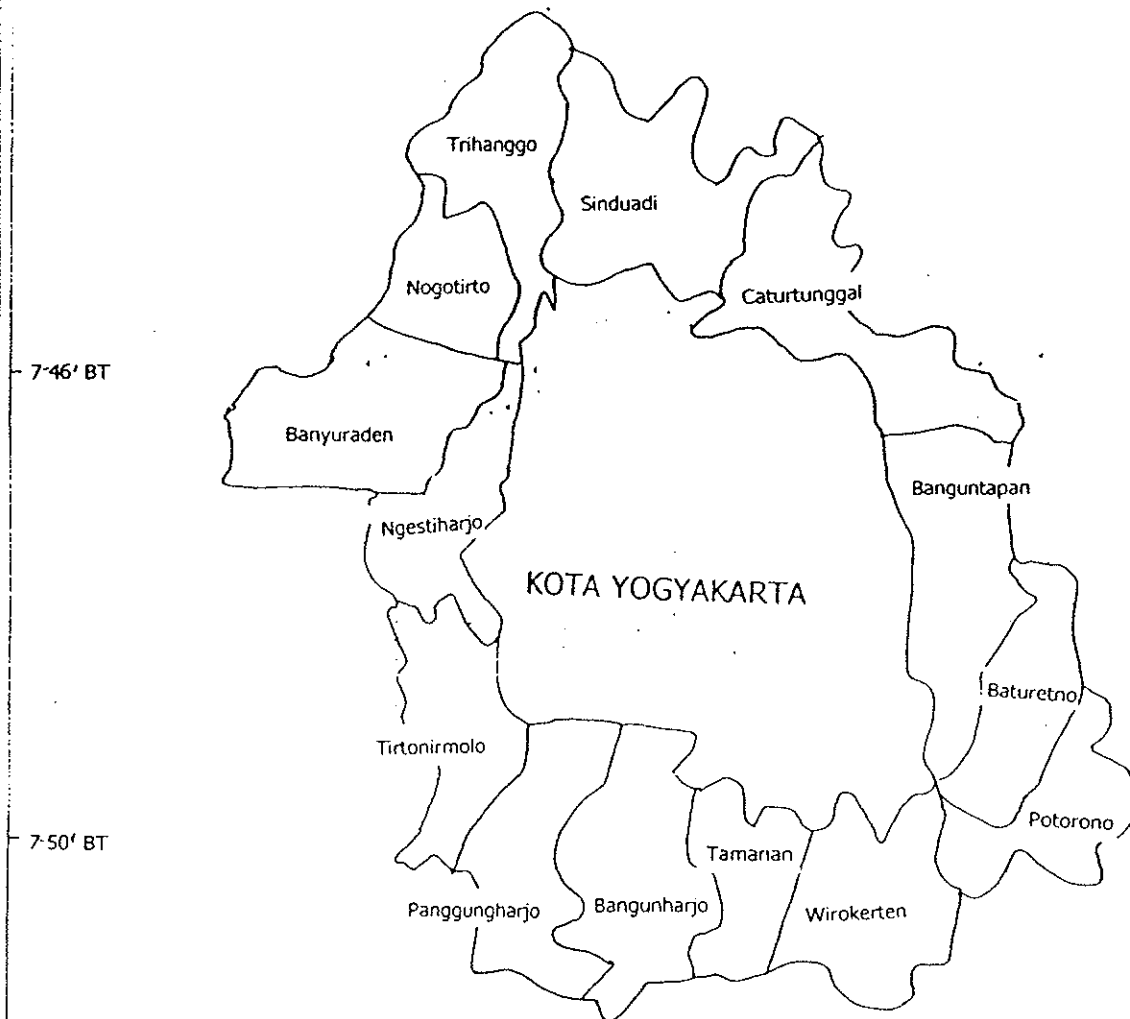 Trihanggo
Sinduadi
Nogotirto
Caturtunggal
7-46' BT
Banyuraden
Banguntapan
Ngestiharjo
KOTA YOGYAKARTA
Baturetno
Tirtonirmolo
Potorono
7-50' BT
Tamarian
Panggungharjo
Bangunharjo
Wirokerten